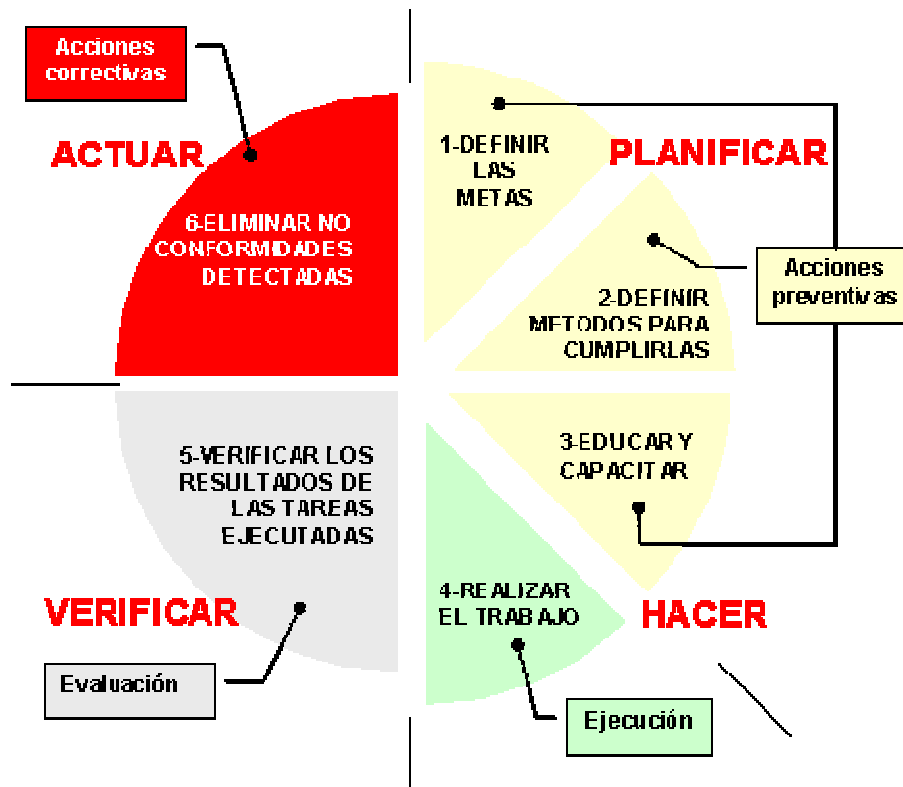 Acciones
correctivas
ACTUAR
6-ELIMINAR NO
CONFORMIDADES
DETECTADAS
1-DEFINIR
LAS
METAS
PLANIFICAR
2-DEFINIR
METODOS PARA
CUMPLIRLAS
Acciones
preventivas
3-EDUCAR Y
CAPACITAR
HACER
4-REALIZAR
EL TRABAJO
Ejecución
5-VERIFICAR LOS
RESULTADOS DE
LAS TAREAS
EJECUTADAS
VERIFICAR
Evaluación